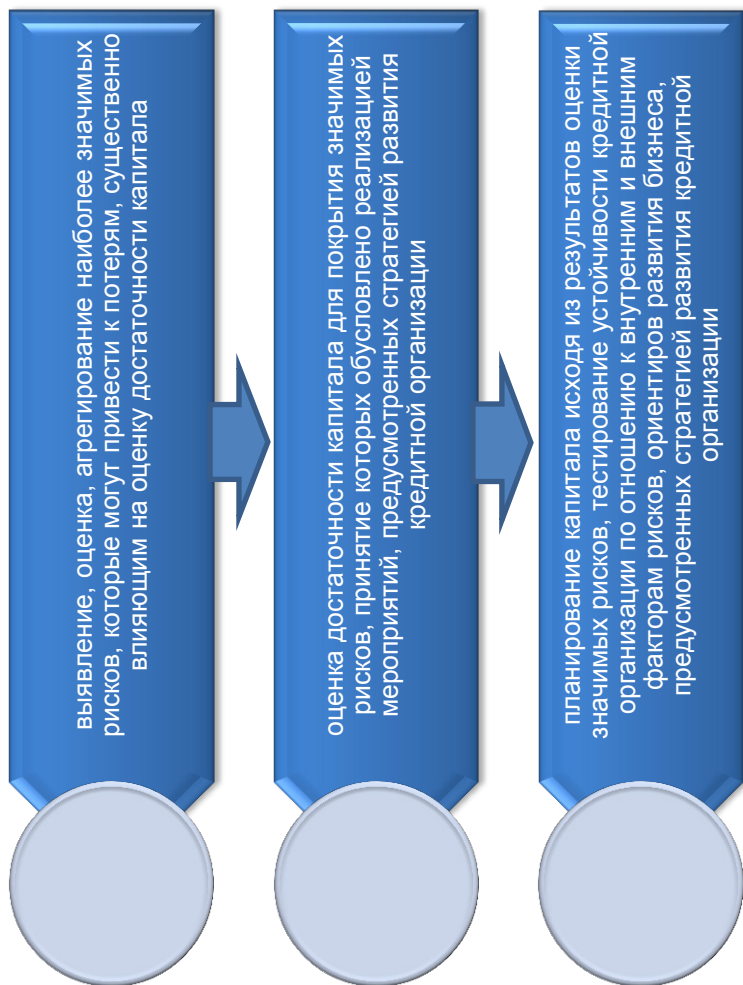 выявление, оценка, агрегирование наиболее значимых
рисков, которые могут привести к потерям, существенно
влияющим на оценку достаточности капитала
оценка достаточности капитала для покрытия значимых
рисков, принятие которых обусловлено реализацией
мероприятий, предусмотренных стратегией развития
кредитной организации
планирование капитала исходя из результатов оценки
значимых рисков, тестирование устойчивости кредитной
организации по отношению к внутренним и внешним
факторам рисков, ориентиров развития бизнеса,
предусмотренных стратегией развития кредитной
организации